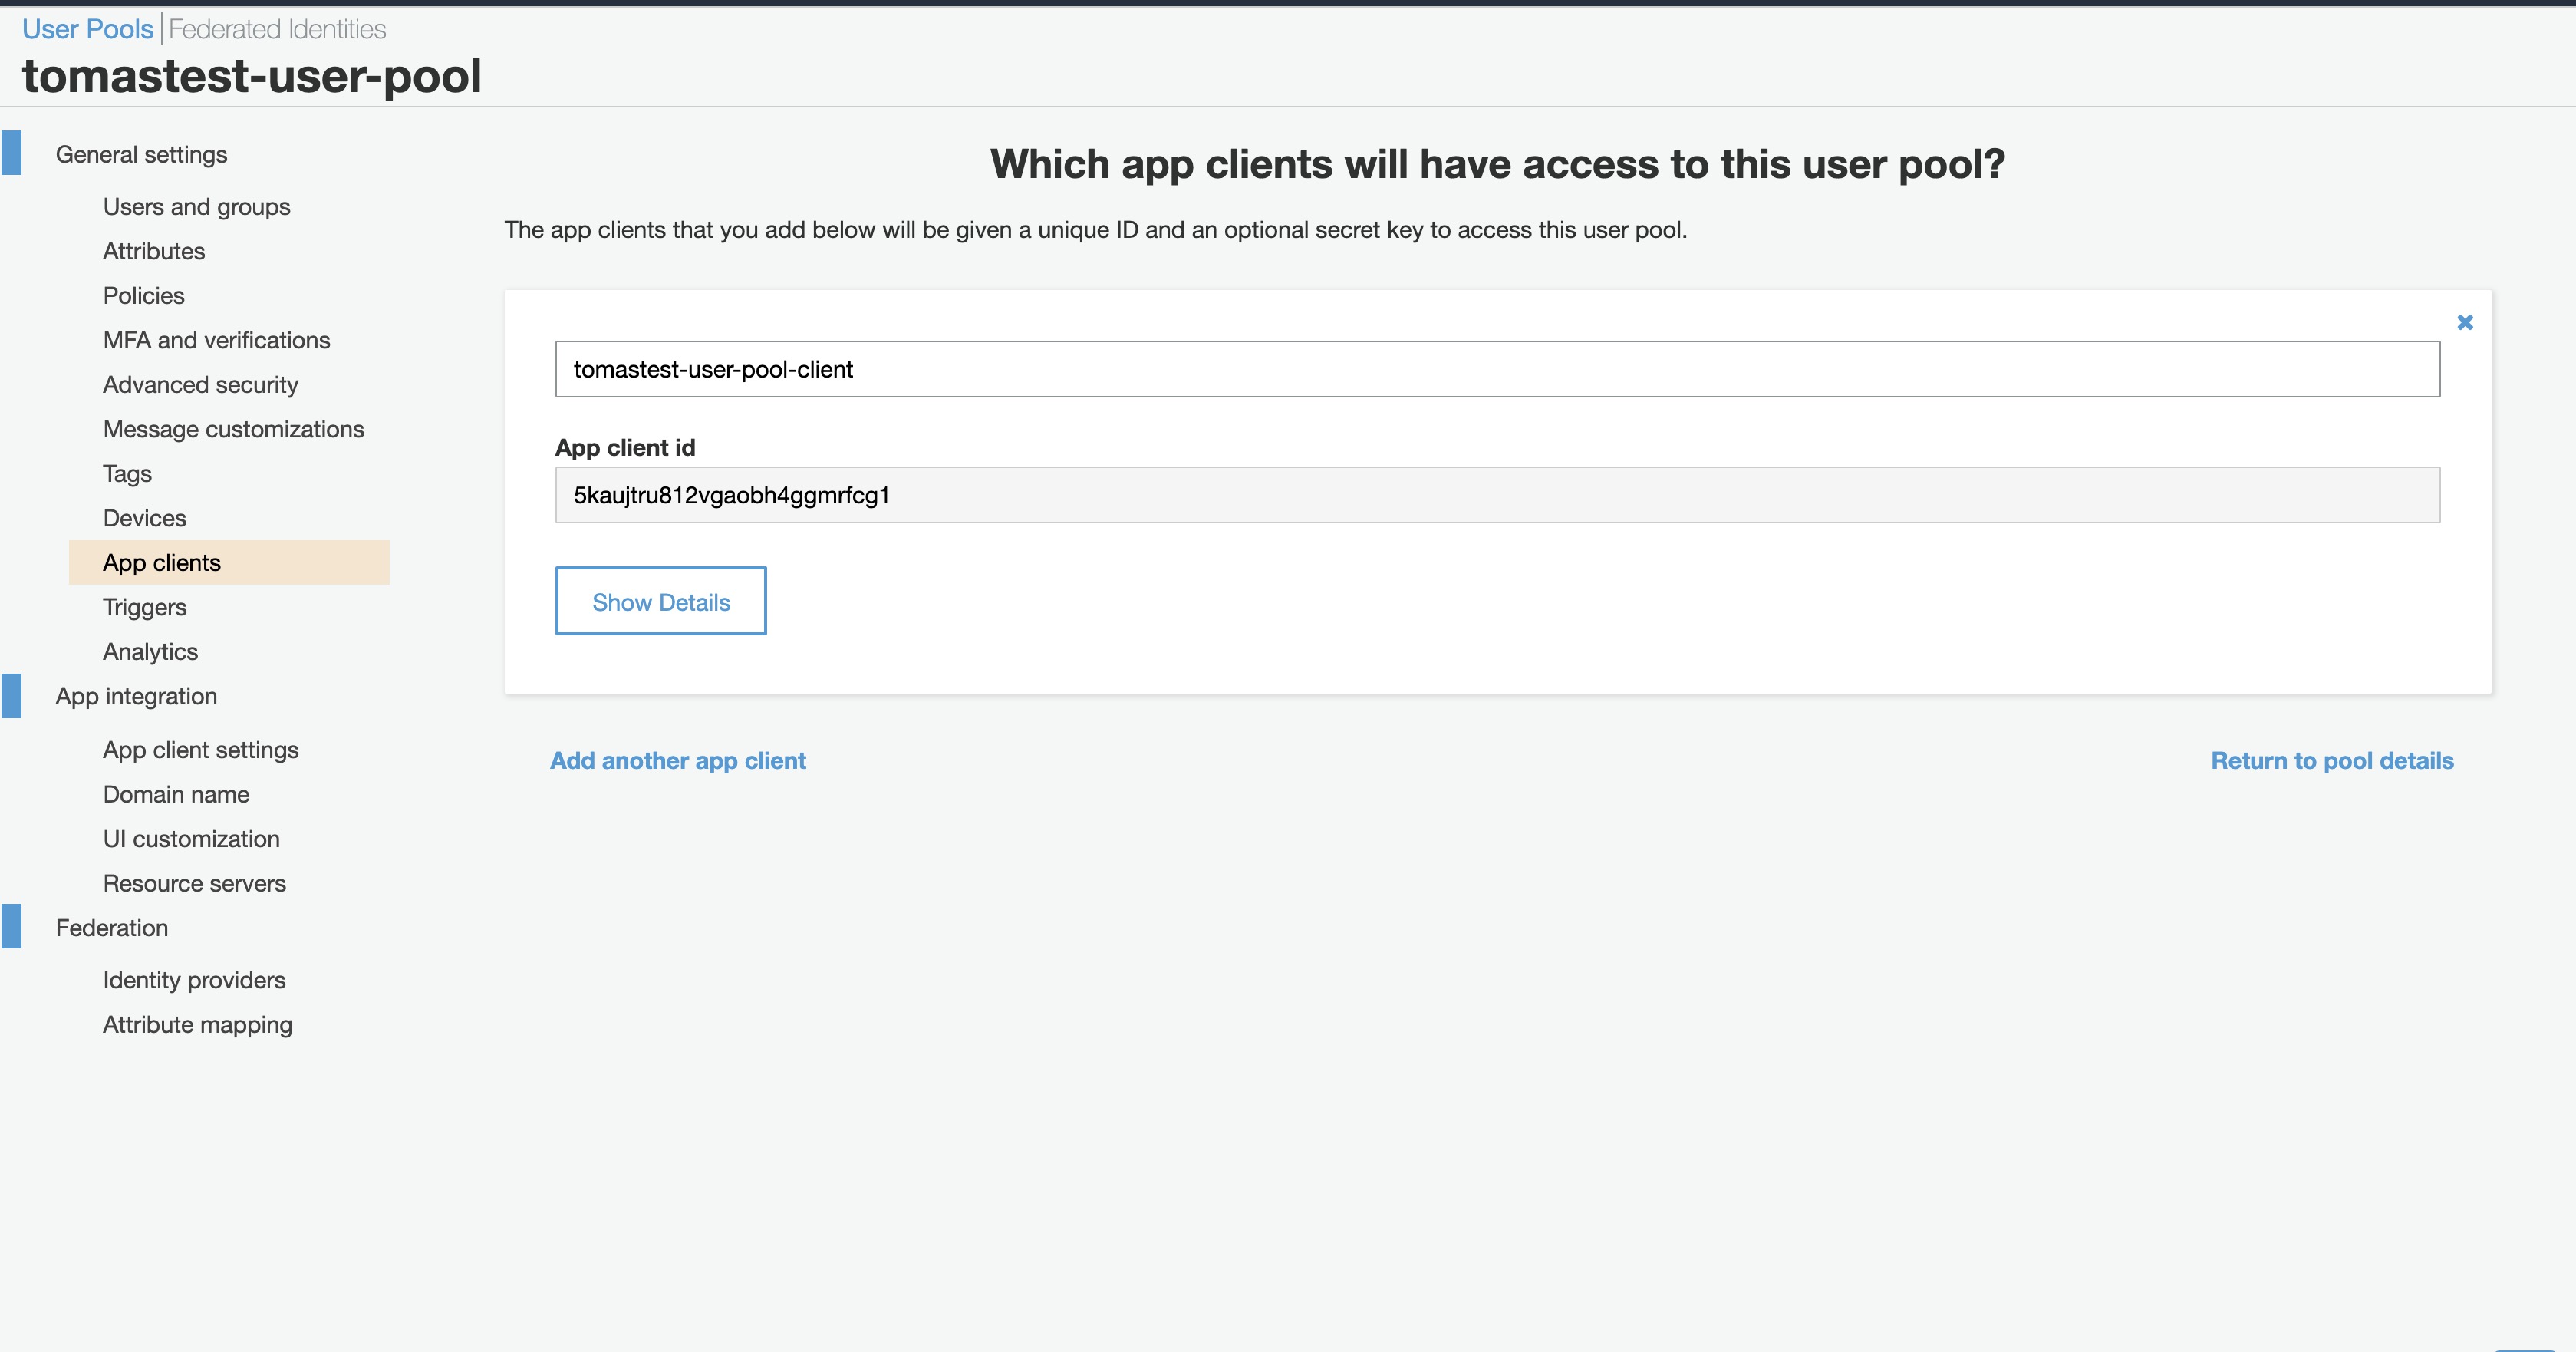 User Pools | Federated Identities
tomastest-user-pool
General settings
Users and groups
Attributes
Policies
MFA and verifications
Advanced security
Message customizations
Tags
Devices
App clients
Triggers
Analytics
App integration
App client settings
Domain name
UI customization
Resource servers
Federation
Identity providers
Attribute mapping
Which app clients will have access to this user pool?
The app clients that you add below will be given a unique ID and an optional secret key to access this user pool.
tomastest-user-pool-client
App client id
5kaujtru812vgaobh4ggmrfcg1
Show Details
Add another app client
Return to pool details